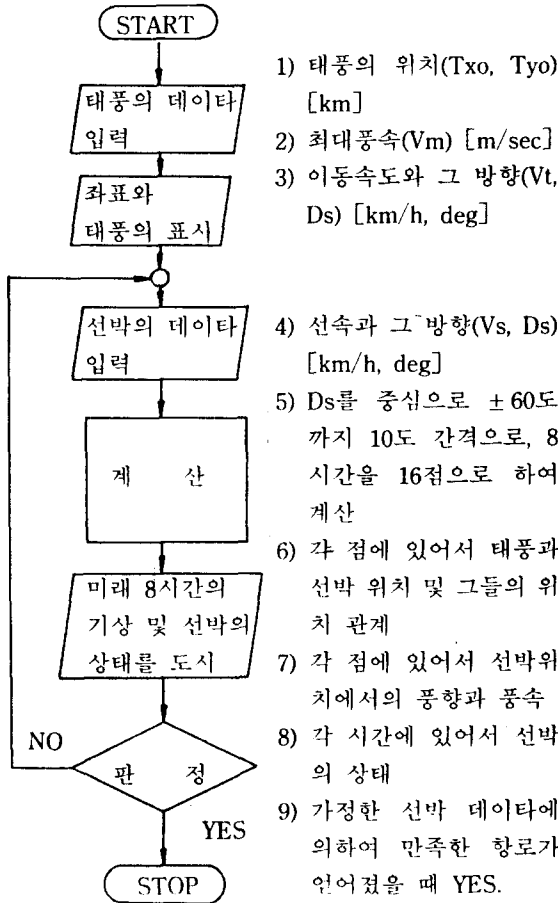 START
태풍의 데이타
입력
좌표와
태풍의 표시
선박의 데이타
입력
계 산
미래 8시간의
기상 및 선박의
상태를 도시
NO
판 정
YES
STOP
1) 태풍의 위치(Txo, Tyo)
[km]
2) 최대풍속(Vm) [m/sec]
3) 이동속도와 그 방향(Vt,
Ds) [km/h, deg]
4) 선속과 그 방향(Vs, Ds)
[km/h, deg]
5) Ds를 중심으로 ±60도
까지 10도 간격으로, 8
시간을 16점으로 하여
계산
6) 각 점에 있어서 태풍과
선박 위치 및 그들의 위
치 관계
7) 각 점에 있어서 선박위
치에서의 풍향과 풍속
8) 각 시간에 있어서 선박
의 상태
9) 가정한 선박 데이타에
의하여 만족한 항로가
얻어졌을 때 YES.